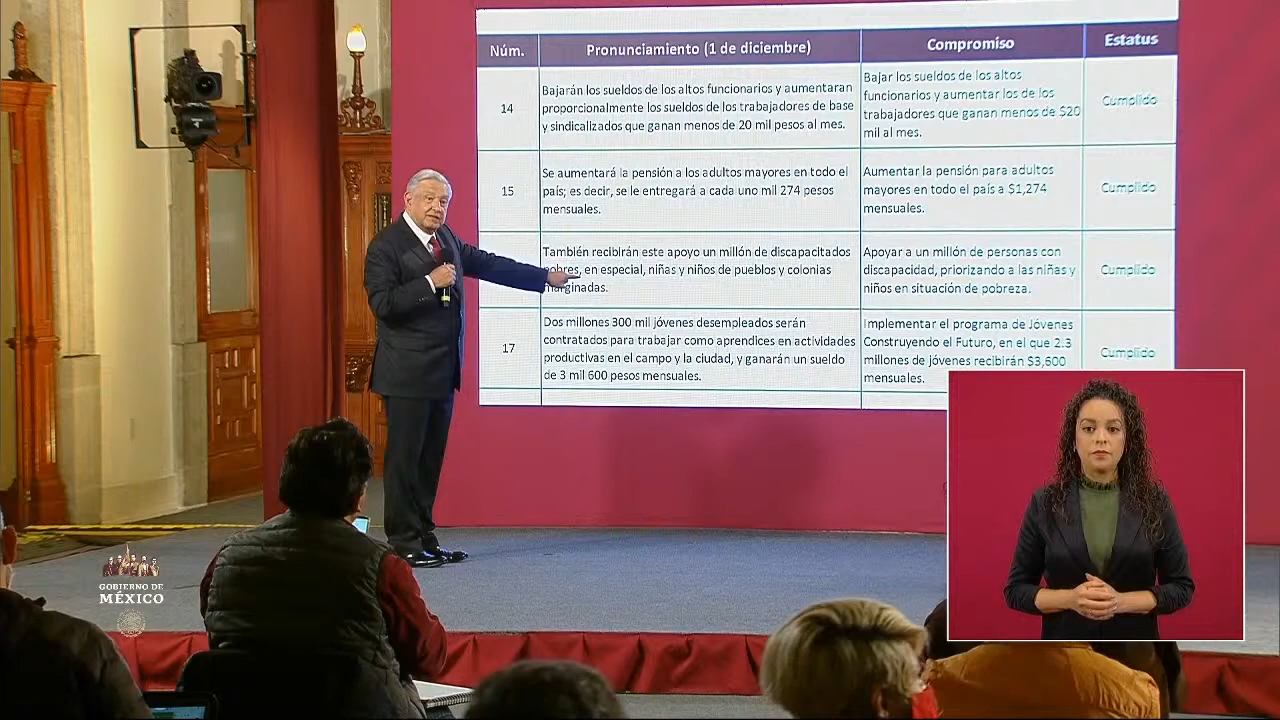 Núm. Pronunciamiento (1 de diciembre) Compromiso Estatus
14
Bajarán los sueldos de los altos funcionarios y aumentaran
proporcionalmente los sueldos de los trabajadores de base
y sindicalizados que ganan menos de 20 mil pesos al mes.
Bajar los sueldos de los altos
funcionarios y aumentar los de los
trabajadores que ganan menos de $20
mil al mes.
Cumplido
15
Se aumentará la pensión a los adultos mayores en todo el
país; es decir, se le entregará a cada uno mil 274 pesos
mensuales.
Aumentar la pensión para adultos
mayores en todo el país a $1,274
mensuales.
Cumplido
También recibirán este apoyo un millón de discapacitados
en especial, niñas y niños de pueblos y colonias
Apoyar a un millón de personas con
discapacidad, priorizando a las niñas y
niños en situación de pobreza.
Cumplido
17
Dos millones 300 mil jóvenes desempleados serán
contratados para trabajar como aprendices en actividades
productivas en el campo y la ciudad, y ganarán un sueldo
de 3 mil 600 pesos mensuales.
Implementar el programa de Jóvenes
Construyendo el Futuro, en el que 2.3
millones de jóvenes recibirán $3,600
mensuales.
Cumplido
GOBIERNO DE
MÉXICO